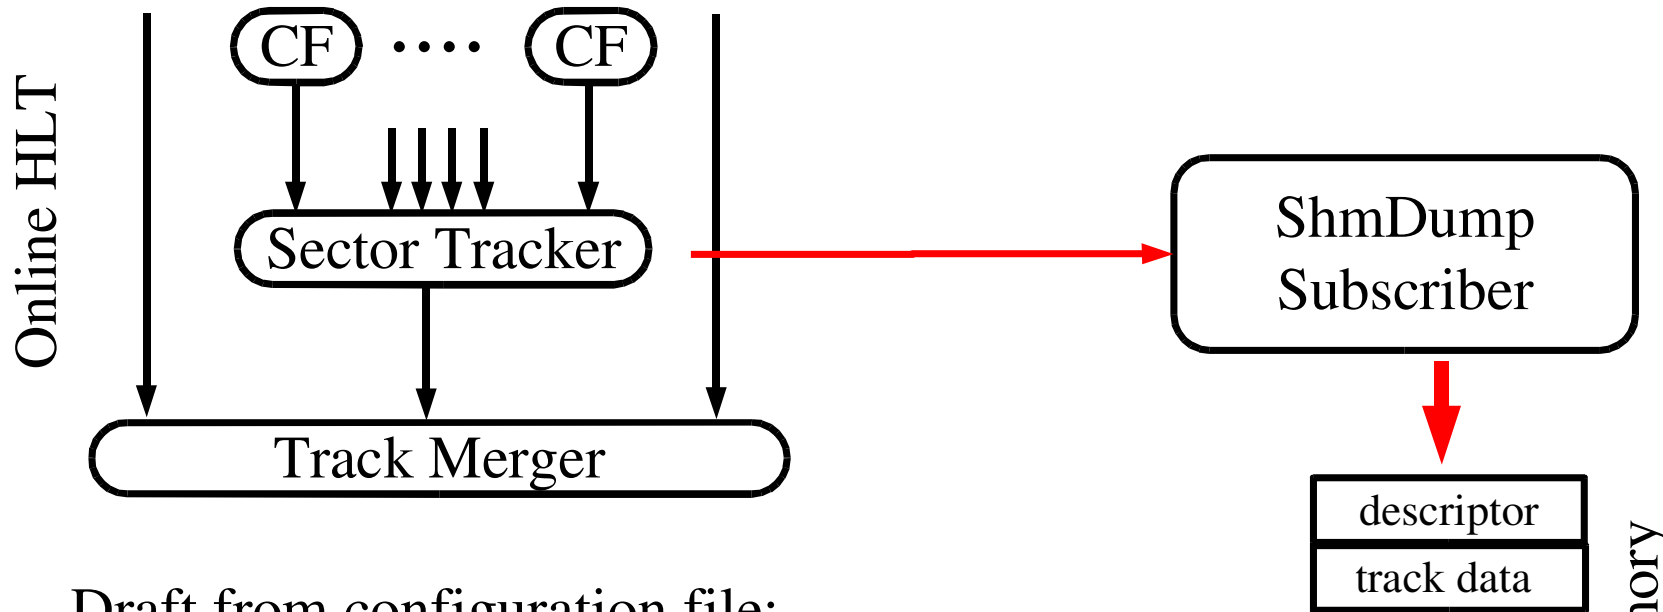 CF .... CF
Online HLT
ShmDump
Subscriber
Sector Tracker
Track Merger
descriptor
track data
Draft from configuration file: